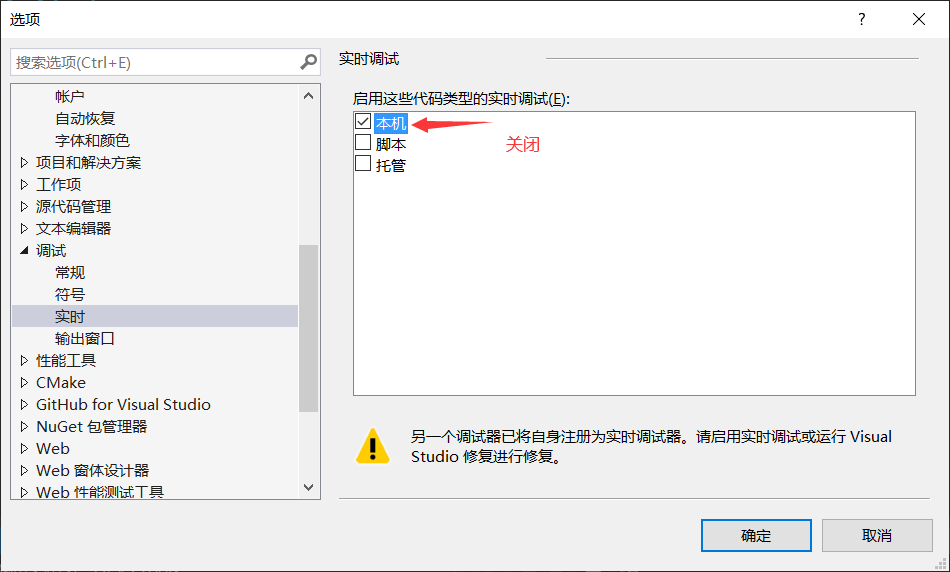 选项
?
搜索选项(Ctrl+E)
帐户
自动恢复
字体和颜色
项目和解决方案
工作项
源代码管理
文本编辑器
调试
常规
符号
实时
输出窗口
性能工具
CMake
GitHub for Visual Studio
NuGet 包管理器
Web
Web 窗体设计器
Web 性能测试工具
实时调试
启用这些代码类型的实时调试(E):
本机
脚本
托管
关闭
另一个调试器已将自身注册为实时调试器。请启用实时调试或运行 Visual
Studio 修复进行修复。
确定
取消